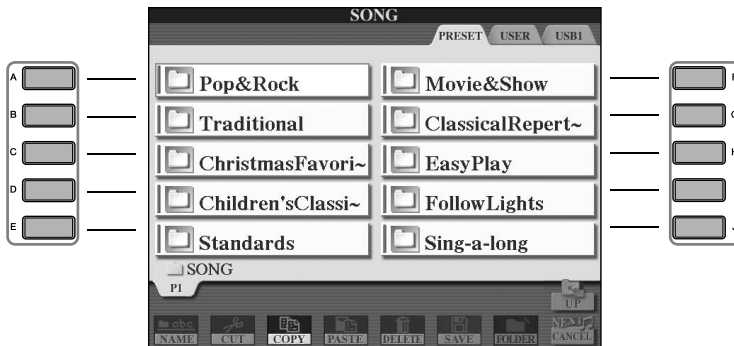 SONG
PRESET USER USB1
A Pop&Rock Movie&Show
B Traditional ClassicalRepert~
C ChristmasFavori~ EasyPlay
D Children'sClassi~ FollowLights
E Standards Sing-a-long
SONG
P1
UP
abc
NAME CUT COPY PASTE DELETE SAVE FOLDER CANCEL